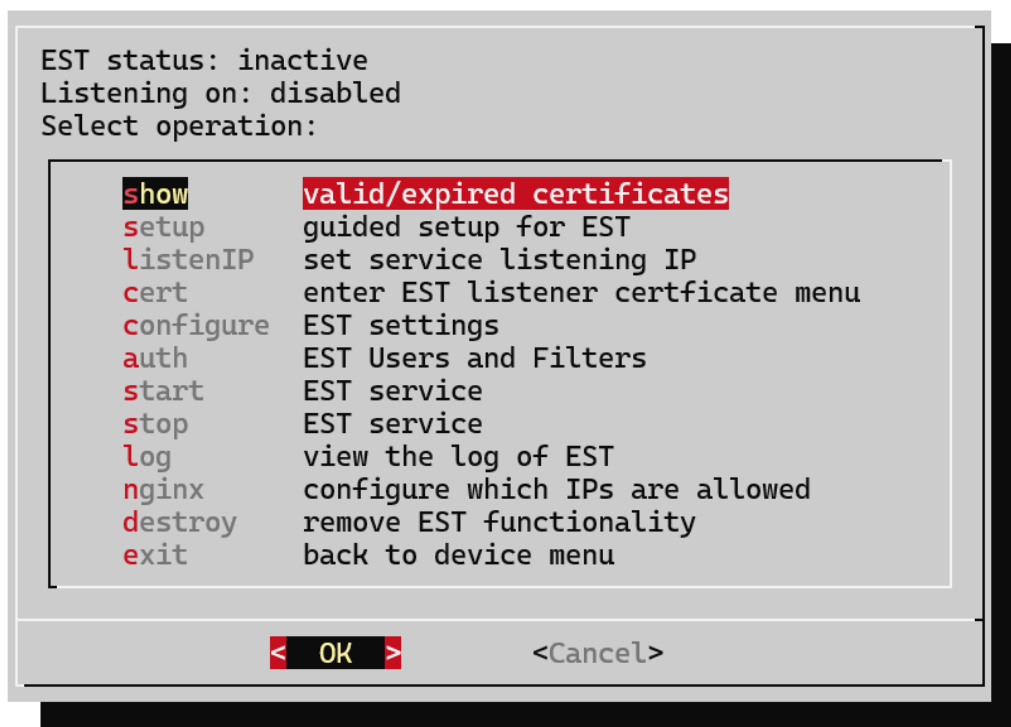 EST status: inactive
Listening on: disabled
Select operation:
show valid/expired certificates
setup guided setup for EST
listenIP set service listening IP
cert enter EST listener certficate menu
configure EST settings
auth EST Users and Filters
start EST service
stop EST service
log view the log of EST
nginx configure which IPs are allowed
destroy remove EST functionality
exit back to device menu
< OK > <Cancel>